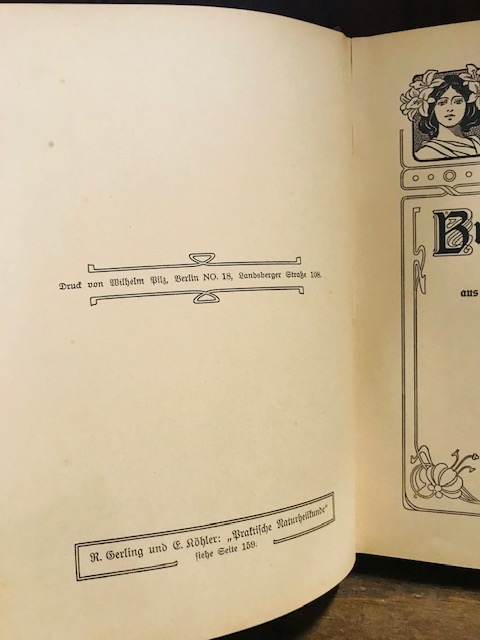 Druck von Wilhelm Pilz, Berlin NO. 18, Landsberger Straße 108.
R. Gerling und E. Köhler: „Praktische Naturheilkunde“
siehe Seite 159.
aus